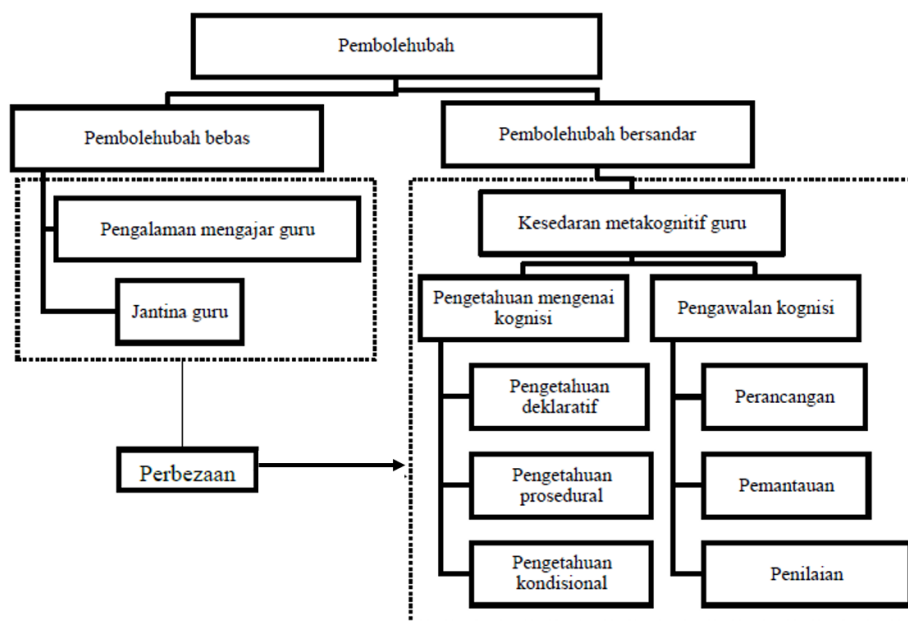 Pembolehubah
Pembolehubah bebas
Pembolehubah bersandar
Pengalaman mengajar guru
Jantina guru
Perbezaan
Kesedaran metakognitif guru
Pengetahuan mengenai
kognisi
Pengawalan kognisi
Pengetahuan
deklaratif
Pengetahuan
prosedural
Pengetahuan
kondisional
Perancangan
Pemantauan
Penilaian